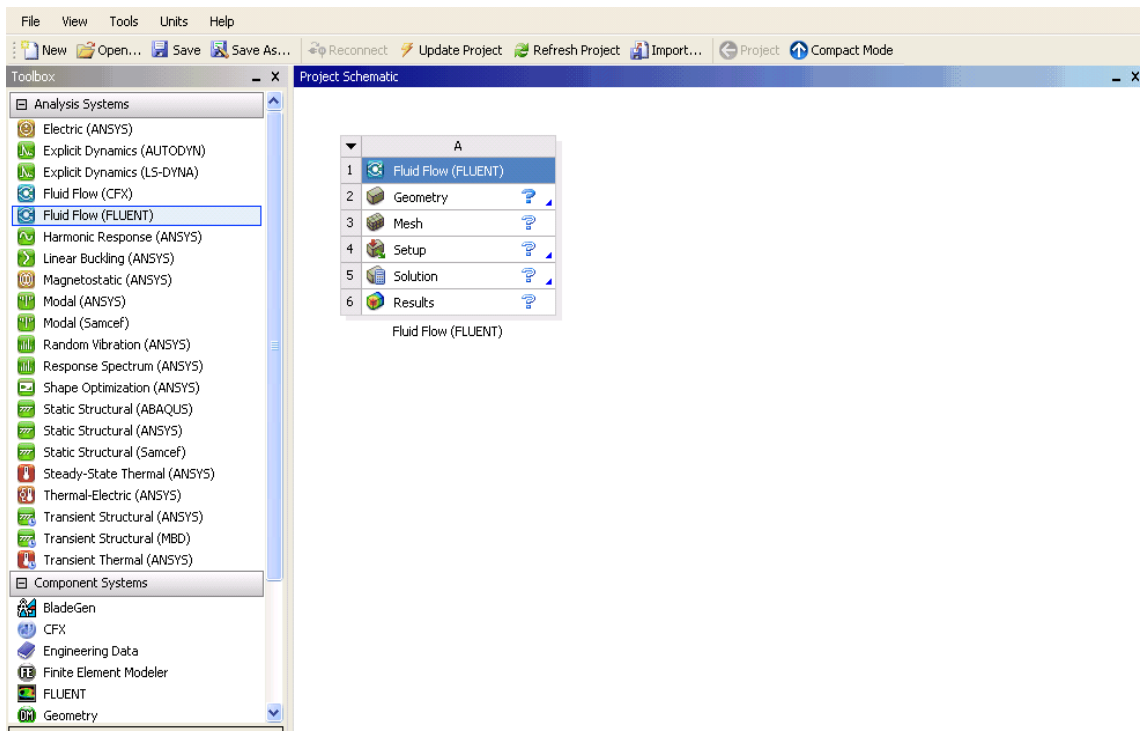 File View Tools Units Help
New Open... Save Save As... Reconnect Update Project Refresh Project Import... Project Compact Mode
Toolbox
Analysis Systems
Electric (ANSYS)
Explicit Dynamics (AUTODYN)
Explicit Dynamics (LS-DYNA)
Fluid Flow (CFX)
Fluid Flow (FLUENT)
Harmonic Response (ANSYS)
Linear Buckling (ANSYS)
Magnetostatic (ANSYS)
Modal (ANSYS)
Modal (Samcef)
Random Vibration (ANSYS)
Response Spectrum (ANSYS)
Shape Optimization (ANSYS)
Static Structural (ABAQUS)
Static Structural (ANSYS)
Static Structural (Samcef)
Steady-State Thermal (ANSYS)
Thermal-Electric (ANSYS)
Transient Structural (ANSYS)
Transient Structural (MBD)
Transient Thermal (ANSYS)
Component Systems
BladeGen
CFX
Engineering Data
Finite Element Modeler
FLUENT
Geometry
Project Schematic
A
1 Fluid Flow (FLUENT)
2 Geometry ?
3 Mesh ?
4 Setup ?
5 Solution ?
6 Results ?
Fluid Flow (FLUENT)